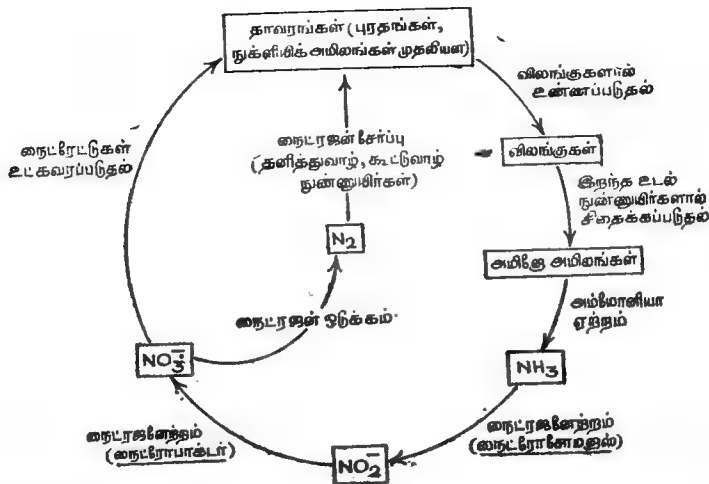 தாவரங்கள் (புரதங்கள்,
நுக்ளியிக் அமிலங்கள் முதலியன)
விலங்குகளால்
உண்ணப்படுதல்
நைட்ரேட்டுகள்
உட்கவரப்படுதல்
நைட்ரஜன் சேர்ப்பு
(தனித்துவாழ், கூட்டுவாழ்
நுண்ணுயிர்கள்)
விலங்குகள்
இறந்த உடல்
நுண்ணுயிர்களால்
சிதைக்கப்படுதல்
N₂
அமினோ அமிலங்கள்
நைட்ரஜன் ஒடுக்கம்
அம்மோனியா
ஏற்றம்
NO₃⁻
NH₃
நைட்ரஜனேற்றம்
(நைட்ரோபாக்டர்)
நைட்ரஜனேற்றம்
(நைட்ரோசோமனாஸ்)
NO₂⁻